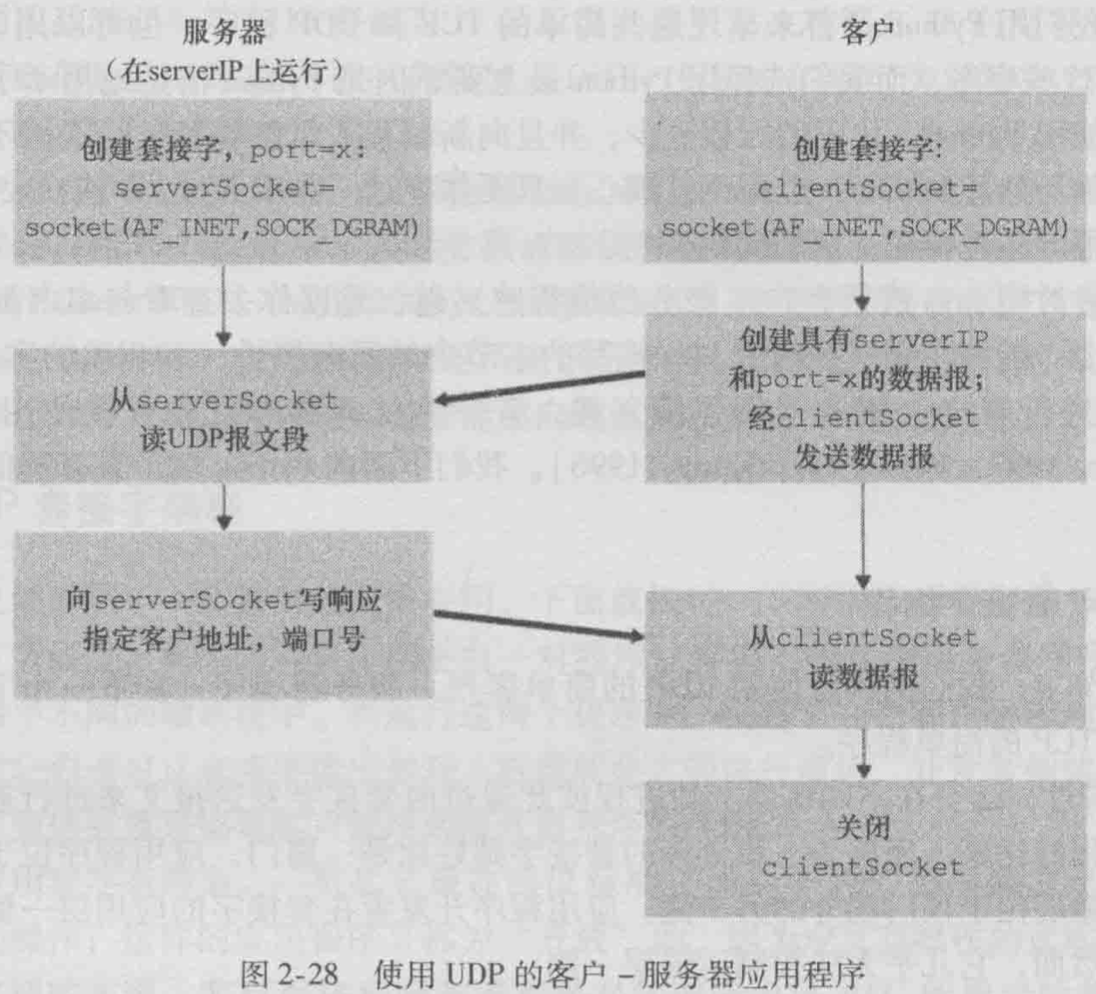 服务器
（在serverIP上运行）
创建套接字，port=x:
serverSocket=
socket(AF_INET,SOCK_DGRAM)
从serverSocket
读UDP报文段
向serverSocket写响应
指定客户地址，端口号
客户
创建套接字:
clientSocket=
socket(AF_INET,SOCK_DGRAM)
创建具有serverIP
和port=x的数据报;
经clientSocket
发送数据报
从clientSocket
读数据报
关闭
clientSocket
图 2-28 使用 UDP 的客户 – 服务器应用程序